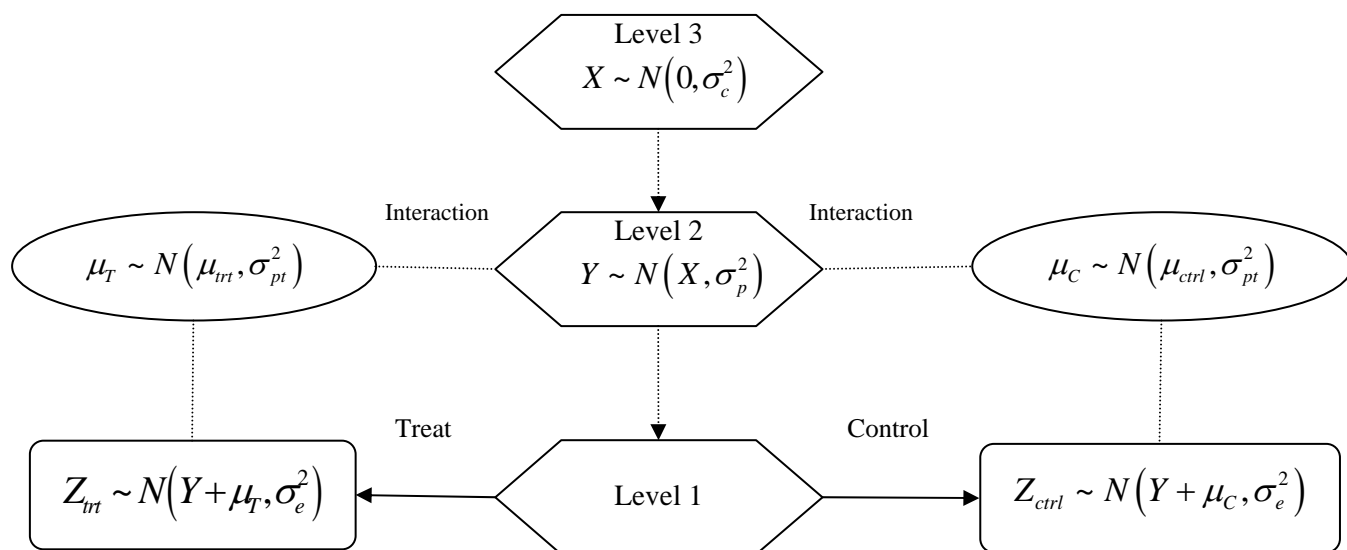 Level 3
X ~ N(0, σ_c^2)
Interaction
Interaction
Level 2
μ_T ~ N(μ_trt, σ_pt^2)
Y ~ N(X, σ_p^2)
μ_C ~ N(μ_ctrl, σ_pt^2)
Treat
Control
Z_trt ~ N(Y + μ_T, σ_e^2)
Level 1
Z_ctrl ~ N(Y + μ_C, σ_e^2)